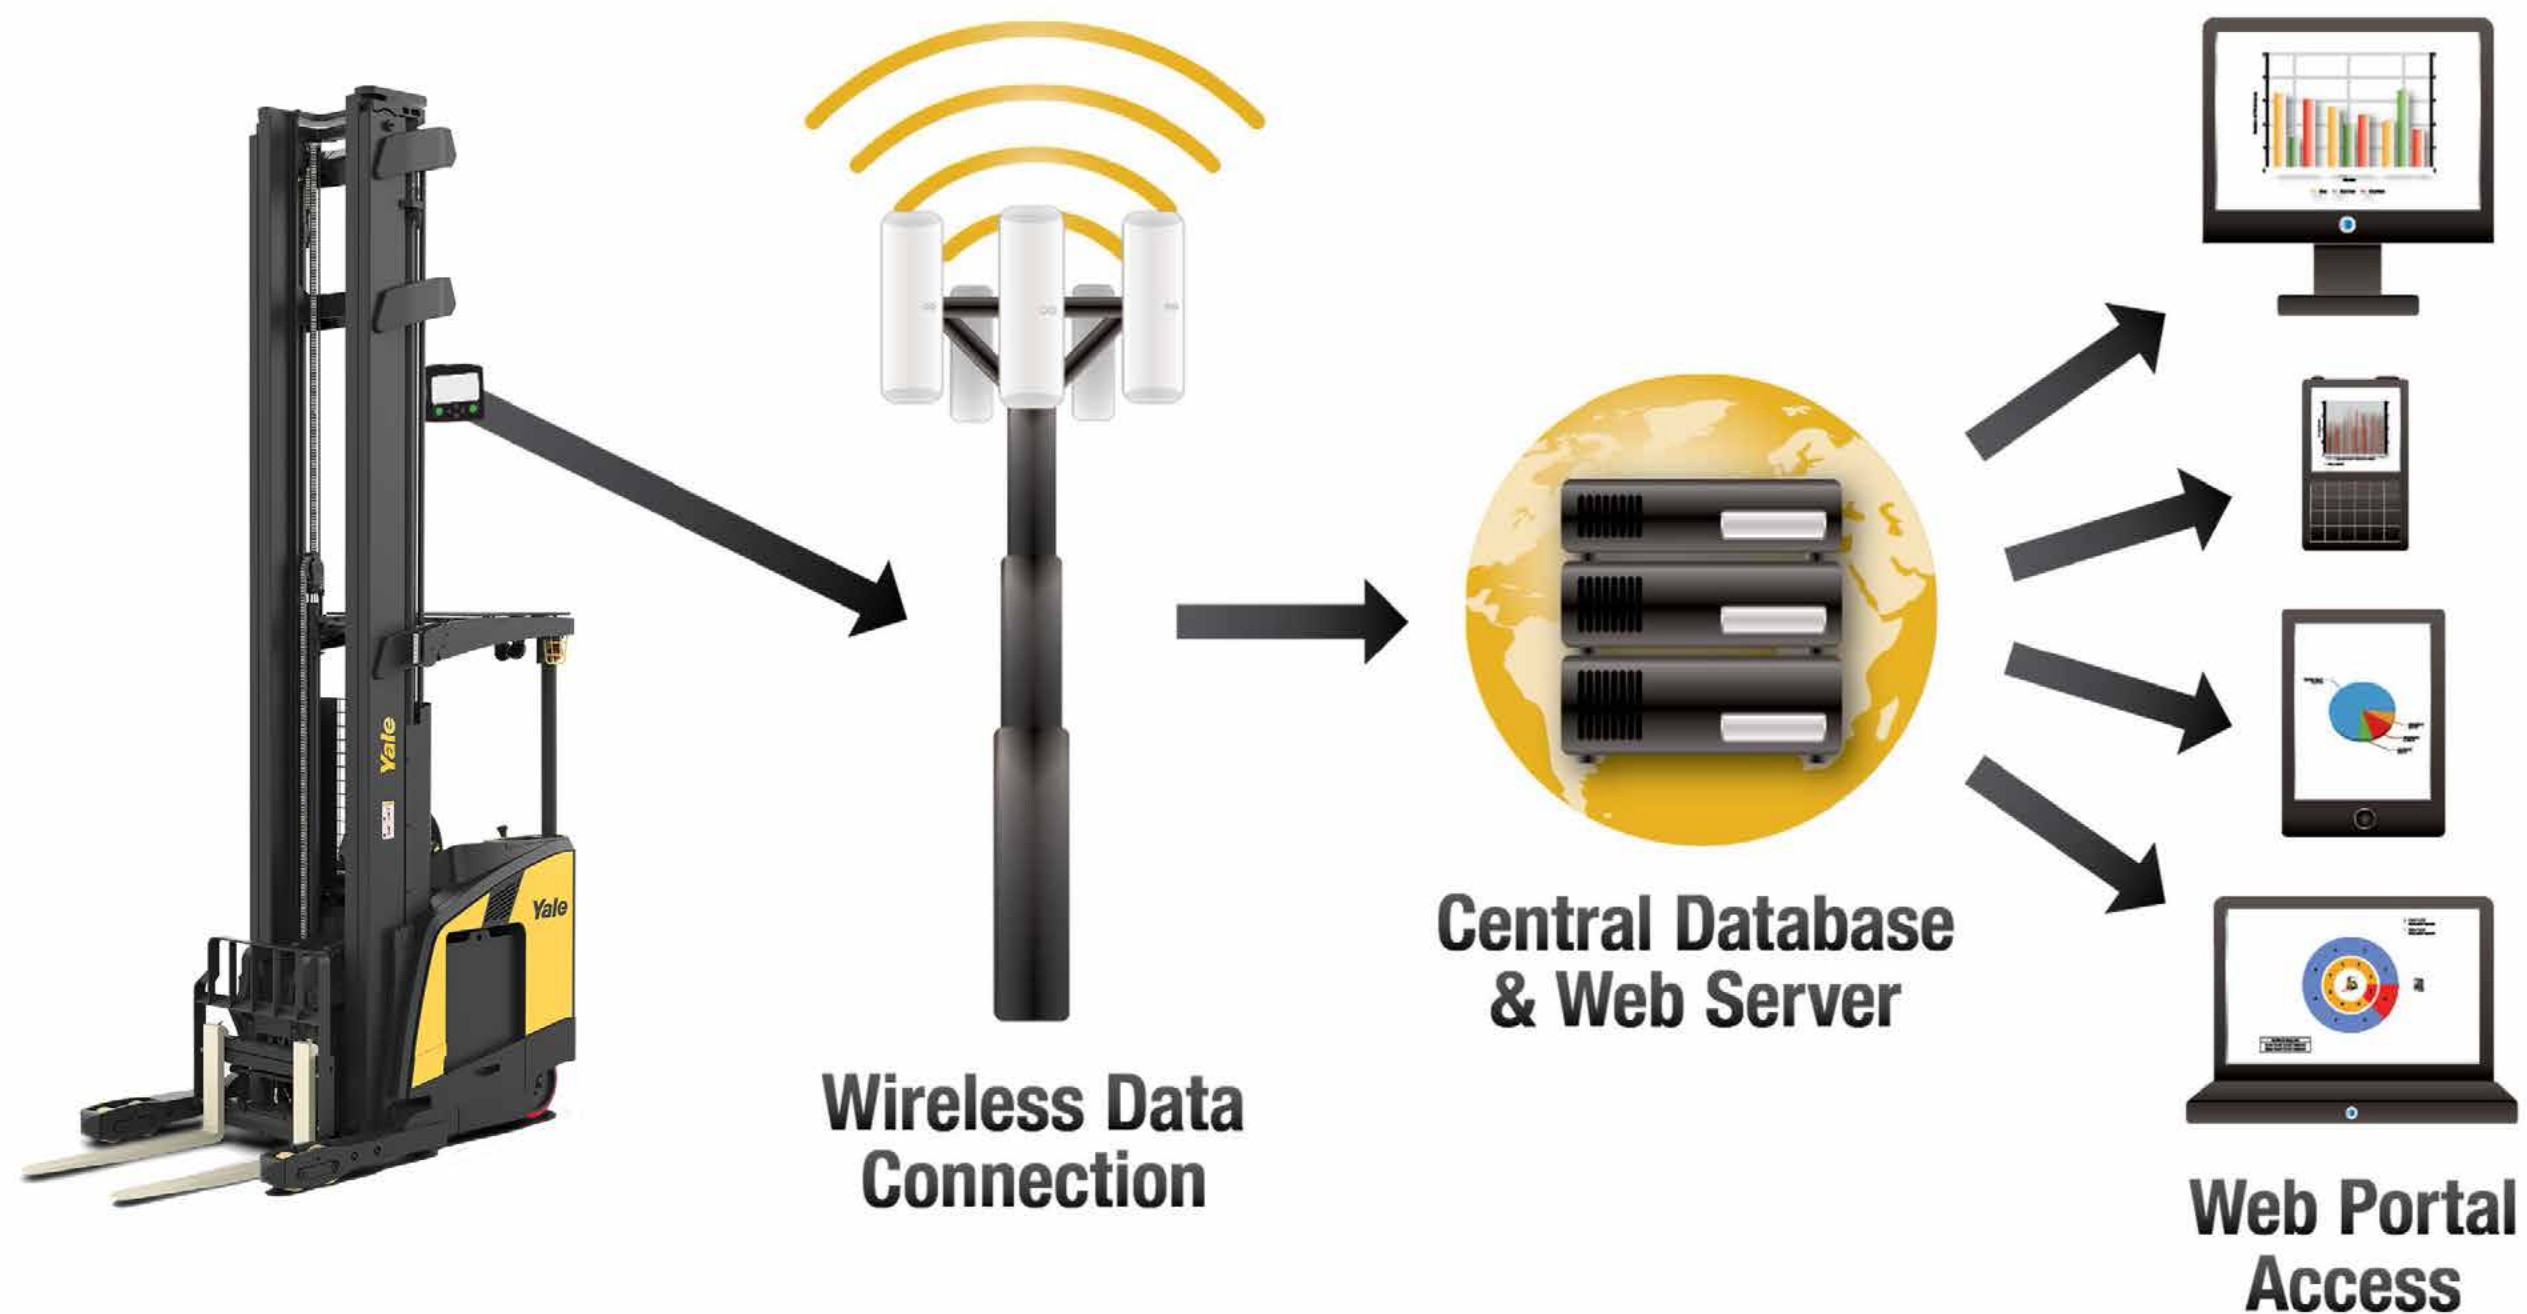 Yale
Yale
Wireless Data
Connection
Central Database
& Web Server
Web Portal
Access